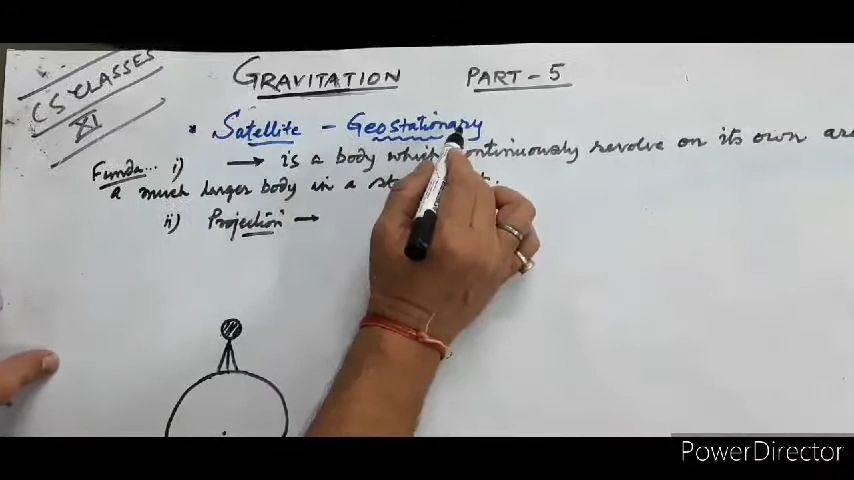 CS CLASSES
XI
GRAVITATION PART - 5
* Satellite - Geostationary
Funda... i) → is a body which continuously revolve on its own
a much larger body in a
ii) Projection →
PowerDirector